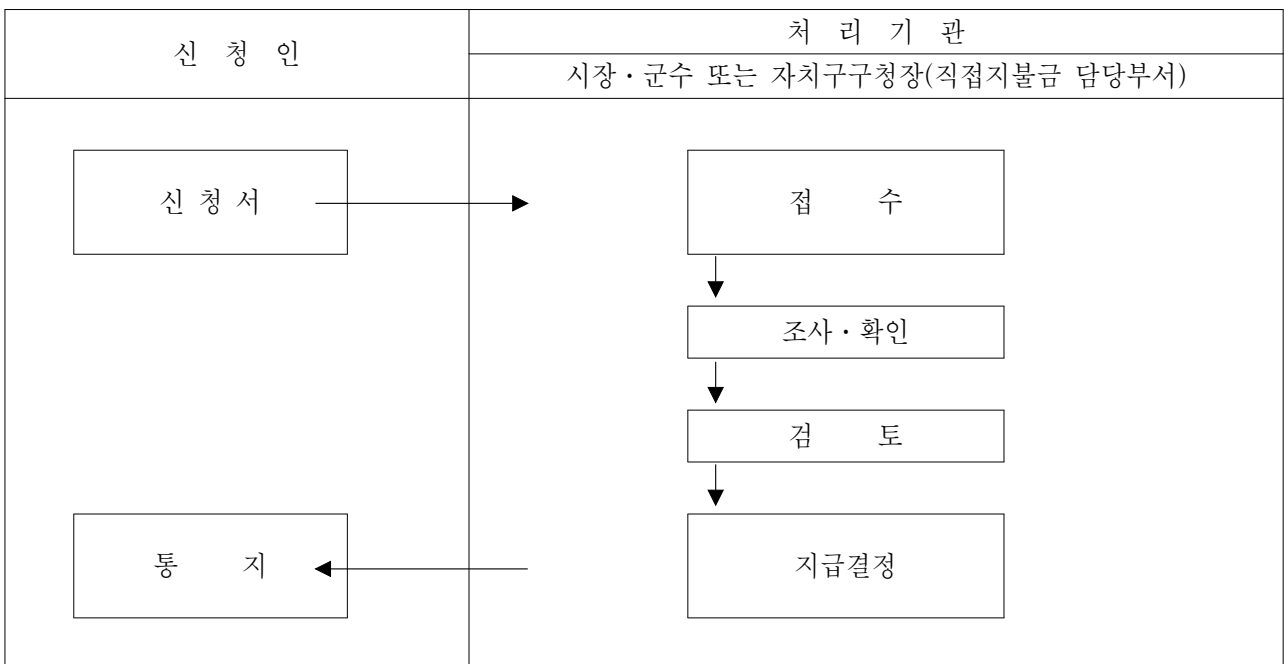 신 청 인
처 리 기 관
시장·군수 또는 자치구구청장(직접지불금 담당부서)
신 청 서
접 수
조사·확인
검 토
통 지
지급결정